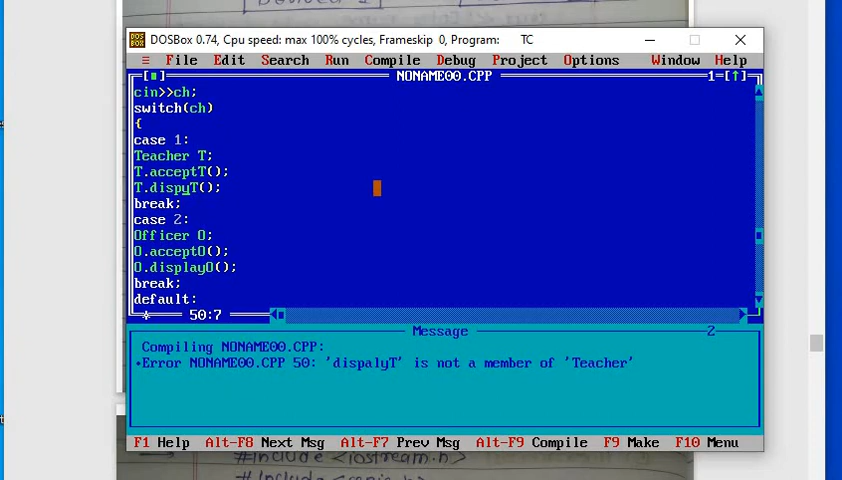 DOSBox 0.74, Cpu speed: max 100% cycles, Frameskip 0, Program: TC
≡ File Edit Search Run Compile Debug Project Options Window Help
[■] NONAME00.CPP 1=[↑]
cin>>ch;
switch(ch)
{
case 1:
Teacher T;
T.acceptT();
T.dispyT();
break;
case 2:
Officer O;
O.acceptO();
O.displayO();
break;
default:
* 50:7
Message 2
Compiling NONAME00.CPP:
•Error NONAME00.CPP 50: 'dispalyT' is not a member of 'Teacher'
F1 Help Alt-F8 Next Msg Alt-F7 Prev Msg Alt-F9 Compile F9 Make F10 Menu
#Include <iostream.h>